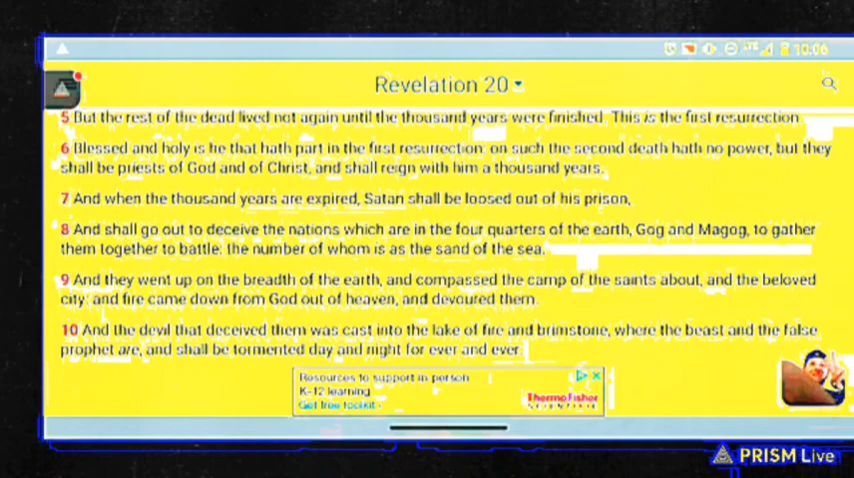 LTE 10:06
Revelation 20
5 But the rest of the dead lived not again until the thousand years were finished. This is the first resurrection.
6 Blessed and holy is he that hath part in the first resurrection: on such the second death hath no power, but they
shall be priests of God and of Christ, and shall reign with him a thousand years.
7 And when the thousand years are expired, Satan shall be loosed out of his prison,
8 And shall go out to deceive the nations which are in the four quarters of the earth, Gog and Magog, to gather
them together to battle: the number of whom is as the sand of the sea.
9 And they went up on the breadth of the earth, and compassed the camp of the saints about, and the beloved
city: and fire came down from God out of heaven, and devoured them.
10 And the devil that deceived them was cast into the lake of fire and brimstone, where the beast and the false
prophet are, and shall be tormented day and night for ever and ever.
Resources to support in person
K-12 learning
Get free toolkit ›
ThermoFisher
SCIENTIFIC
PRISM Live